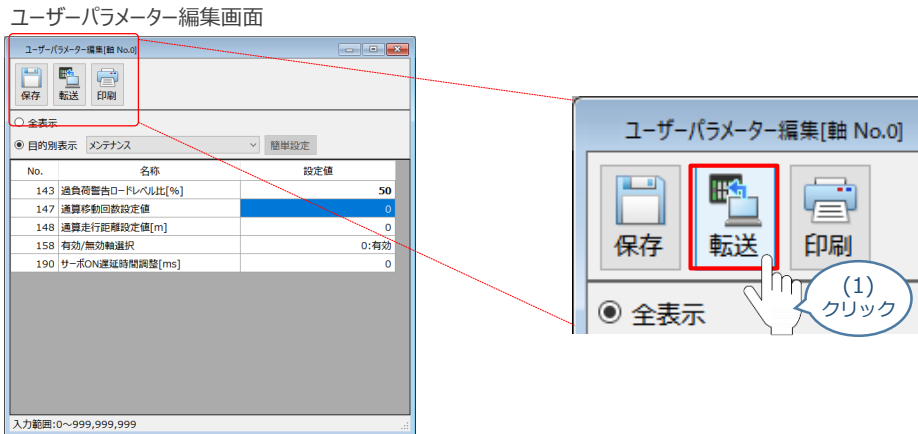 ユーザーパラメーター編集画面
ユーザーパラメーター編集[軸 No.0]
保存 転送 印刷
全表示
目的別表示 メンテナンス 簡単設定
No. 名称 設定値
143 過負荷警告ロードレベル比[%] 50
147 通算移動回数設定値 0
148 通算走行距離設定値[m] 0
158 有効/無効軸選択 0:有効
190 サーボON遅延時間調整[ms] 0
入力範囲:0～999,999,999
ユーザーパラメーター編集[軸 No.0]
保存 転送 印刷
全表示
(1)
クリック